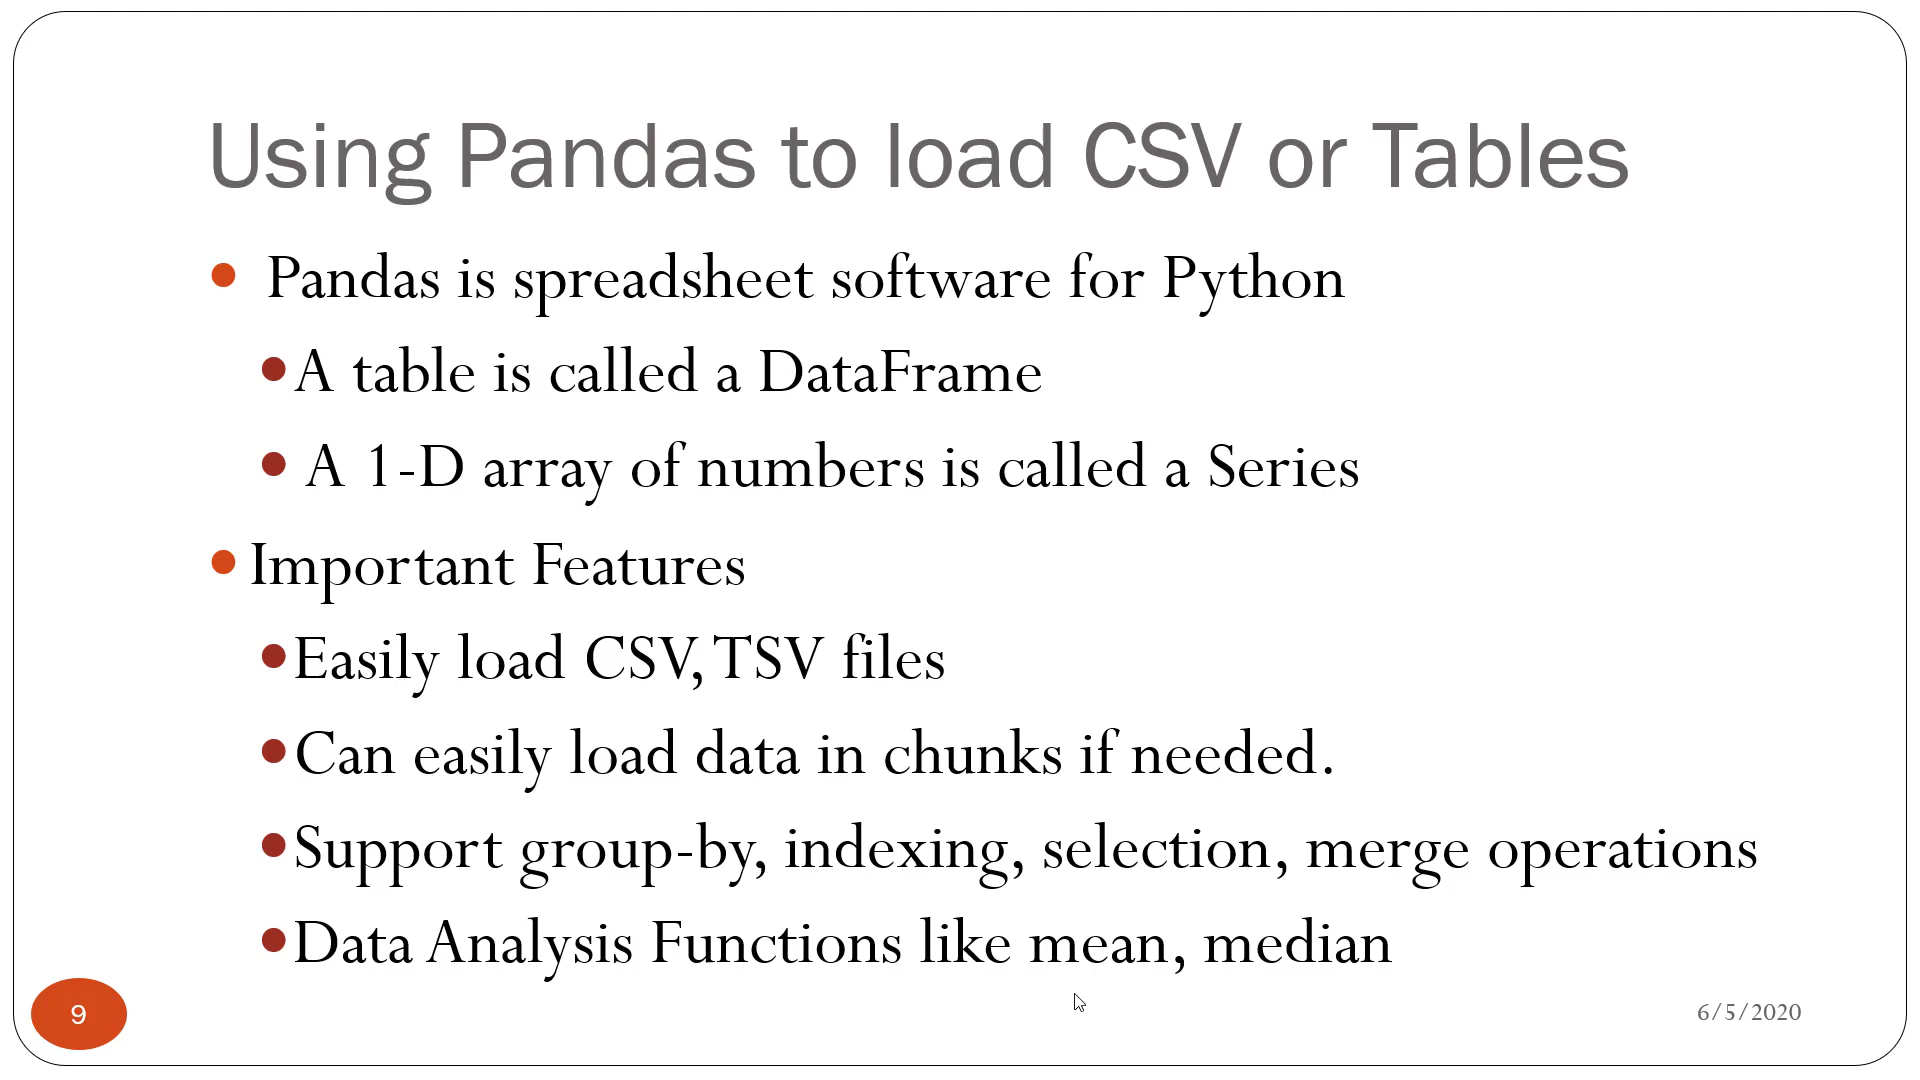 Using Pandas to load CSV or Tables
Pandas is spreadsheet software for Python
A table is called a DataFrame
A 1-D array of numbers is called a Series
Important Features
Easily load CSV, TSV files
Can easily load data in chunks if needed.
Support group-by, indexing, selection, merge operations
Data Analysis Functions like mean, median
9
6/5/2020